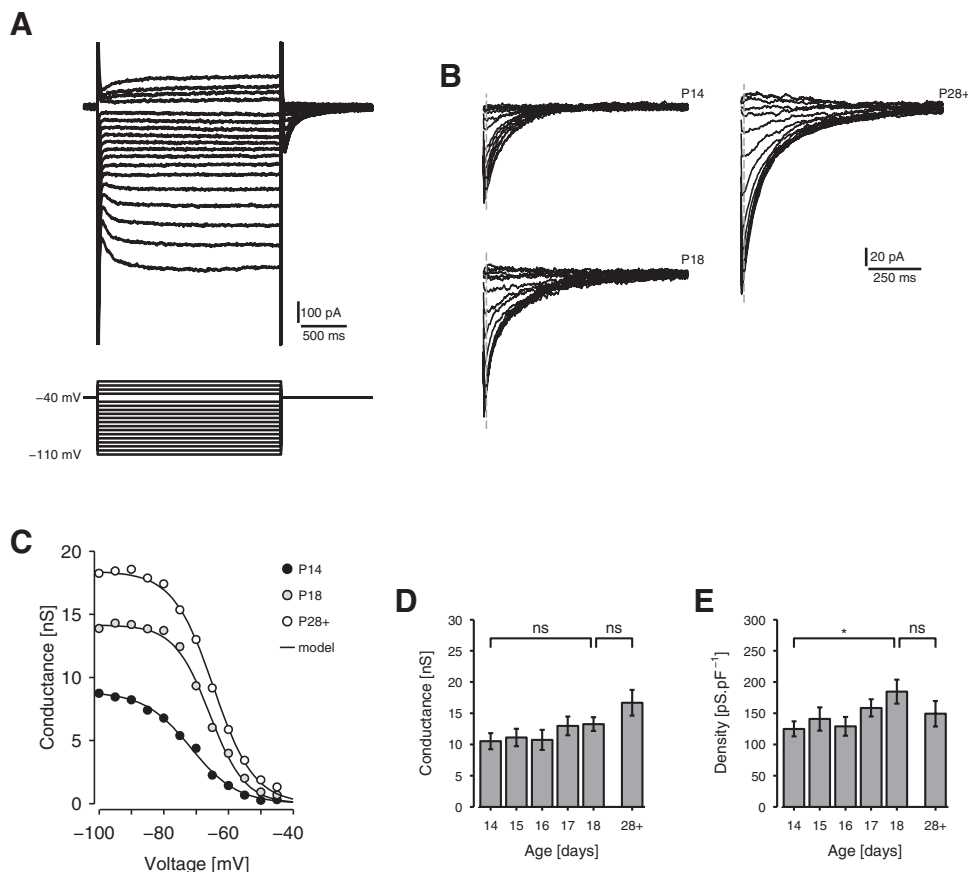 A
100 pA
500 ms
−40 mV
−110 mV
B
P14
P28+
P18
20 pA
250 ms
C
20
15
10
5
0
Conductance [nS]
P14
P18
P28+
model
−100
−80
−60
−40
Voltage [mV]
D
30
25
20
15
10
5
0
Conductance [nS]
ns
ns
14 15 16 17 18 28+
Age [days]
E
300
250
200
150
100
50
0
Density [pS.pF⁻¹]
*
ns
14 15 16 17 18 28+
Age [days]